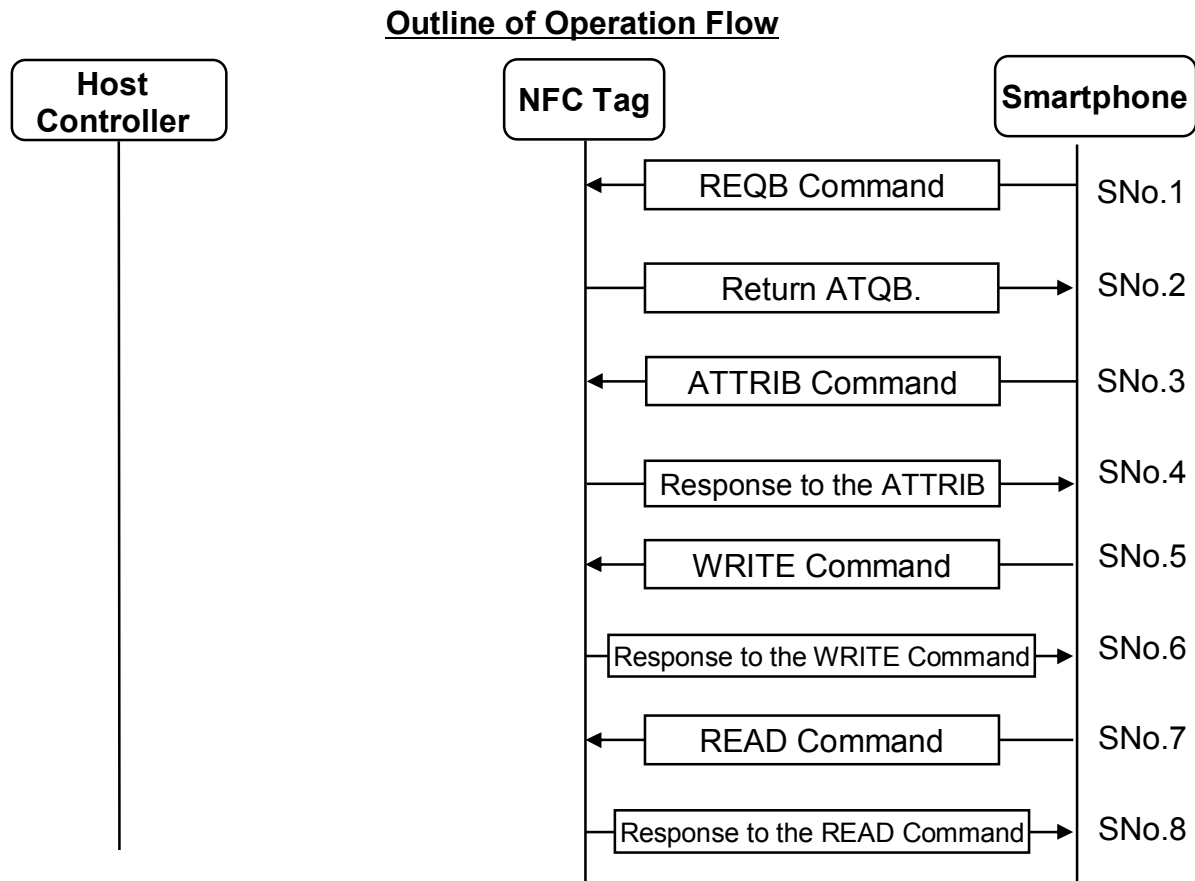 Outline of Operation Flow
Host
Controller
NFC Tag
Smartphone
REQB Command
SNo.1
Return ATQB.
SNo.2
ATTRIB Command
SNo.3
Response to the ATTRIB
SNo.4
WRITE Command
SNo.5
Response to the WRITE Command
SNo.6
READ Command
SNo.7
Response to the READ Command
SNo.8